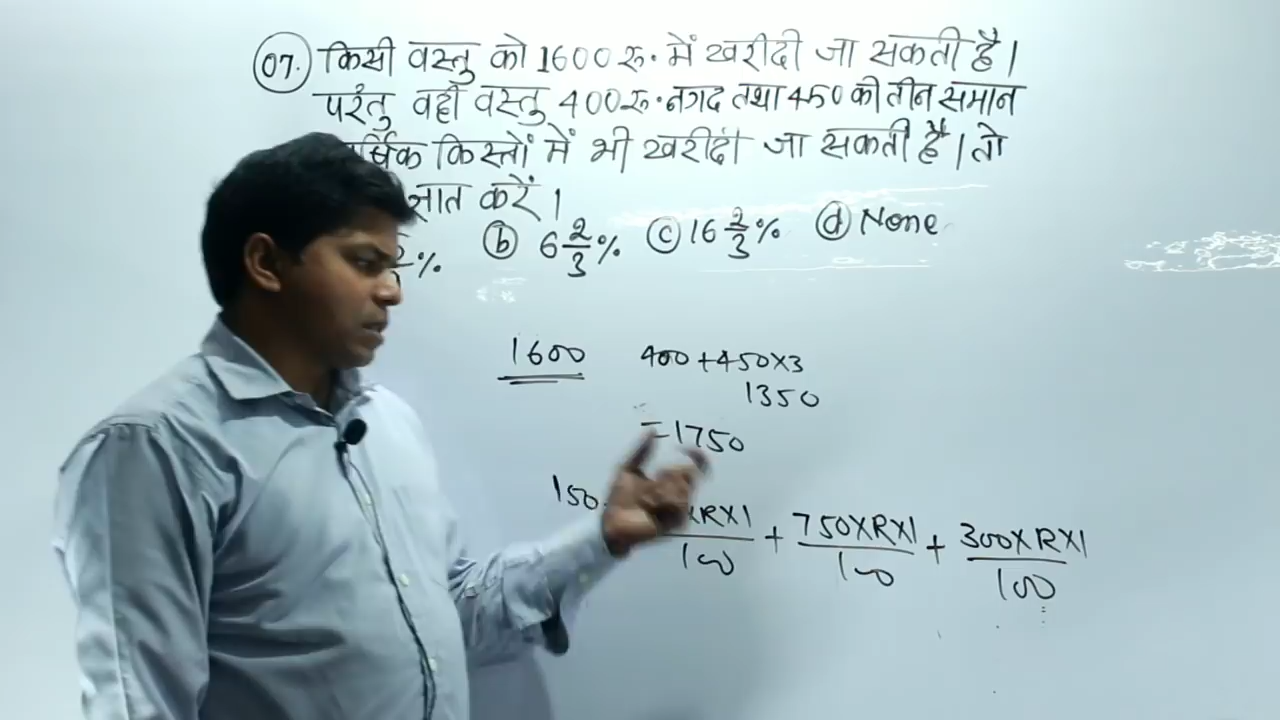 07. किसी वस्तु को 1600 रु. में खरीदी जा सकती है।
परंतु वही वस्तु 400 रु. नगद तथा 450 की तीन समान
र्षिक किस्तों में भी खरीदी जा सकती है। तो
ज्ञात करें।
% (b) 6 2/3 % (c) 16 2/3 % (d) None
1600 400+450×3
1350
=1750
150 ×R×1/100 + 750×R×1/100 + 300×R×1/100